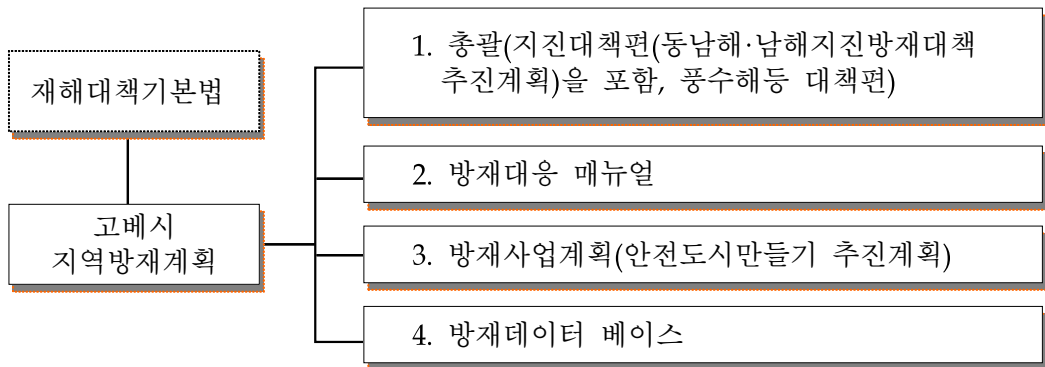 재해대책기본법
고베시
지역방재계획
1. 총괄(지진대책편(동남해·남해지진방재대책
추진계획)을 포함, 풍수해등 대책편)
2. 방재대응 매뉴얼
3. 방재사업계획(안전도시만들기 추진계획)
4. 방재데이터 베이스